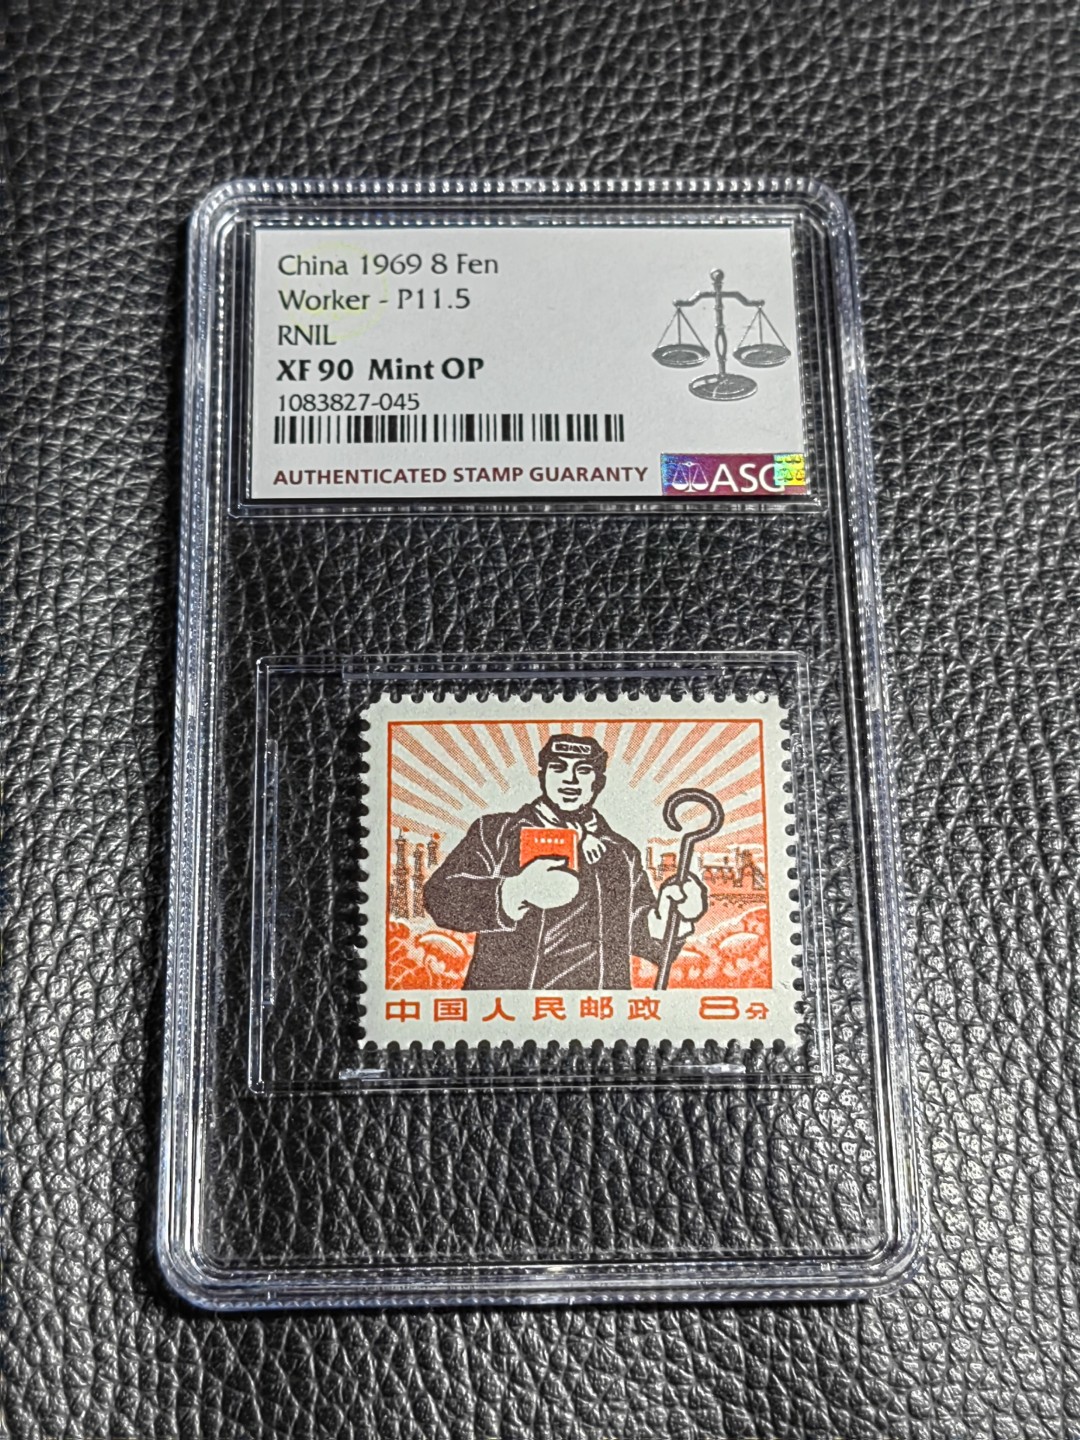 China 1969 8 Fen
Worker - P11.5
RNIL
XF 90 Mint OP
1083827-045
AUTHENTICATED STAMP GUARANTY
ASG
中国人民邮政 8分